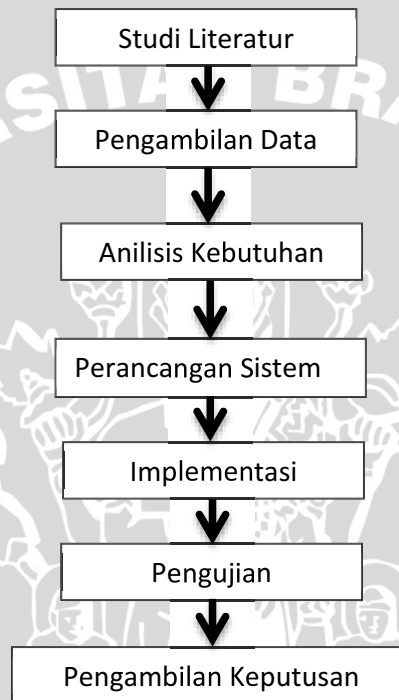 Studi Literatur
Pengambilan Data
Anilisis Kebutuhan
Perancangan Sistem
Implementasi
Pengujian
Pengambilan Keputusan